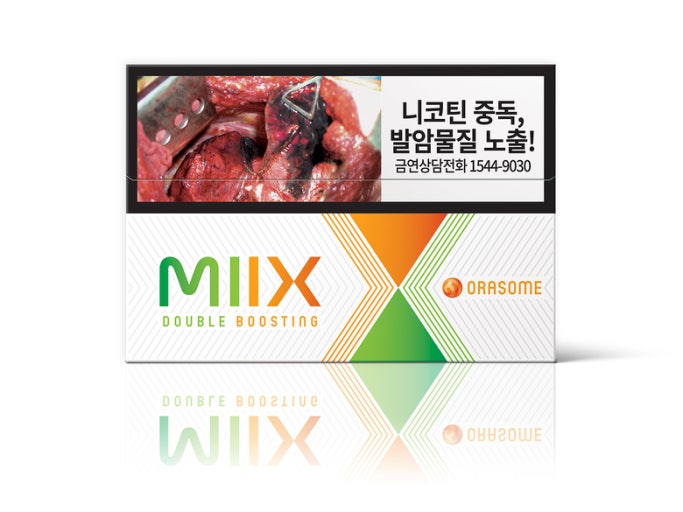 니코틴 중독,
발암물질 노출!
금연상담전화 1544-9030
MIIX
DOUBLE BOOSTING
ORASOME